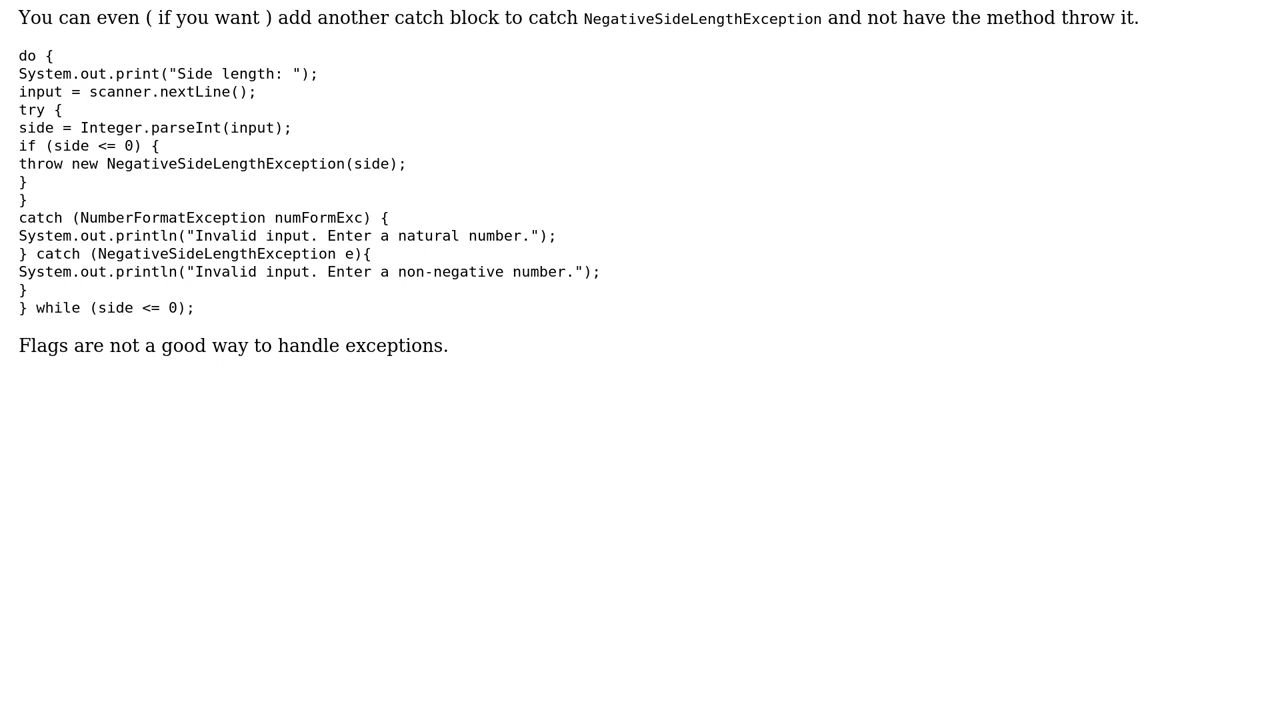 You can even ( if you want ) add another catch block to catch NegativeSideLengthException and not have the method throw it.
do {
System.out.print("Side length: ");
input = scanner.nextLine();
try {
side = Integer.parseInt(input);
if (side <= 0) {
throw new NegativeSideLengthException(side);
}
}
catch (NumberFormatException numFormExc) {
System.out.println("Invalid input. Enter a natural number.");
} catch (NegativeSideLengthException e){
System.out.println("Invalid input. Enter a non-negative number.");
}
} while (side <= 0);
Flags are not a good way to handle exceptions.